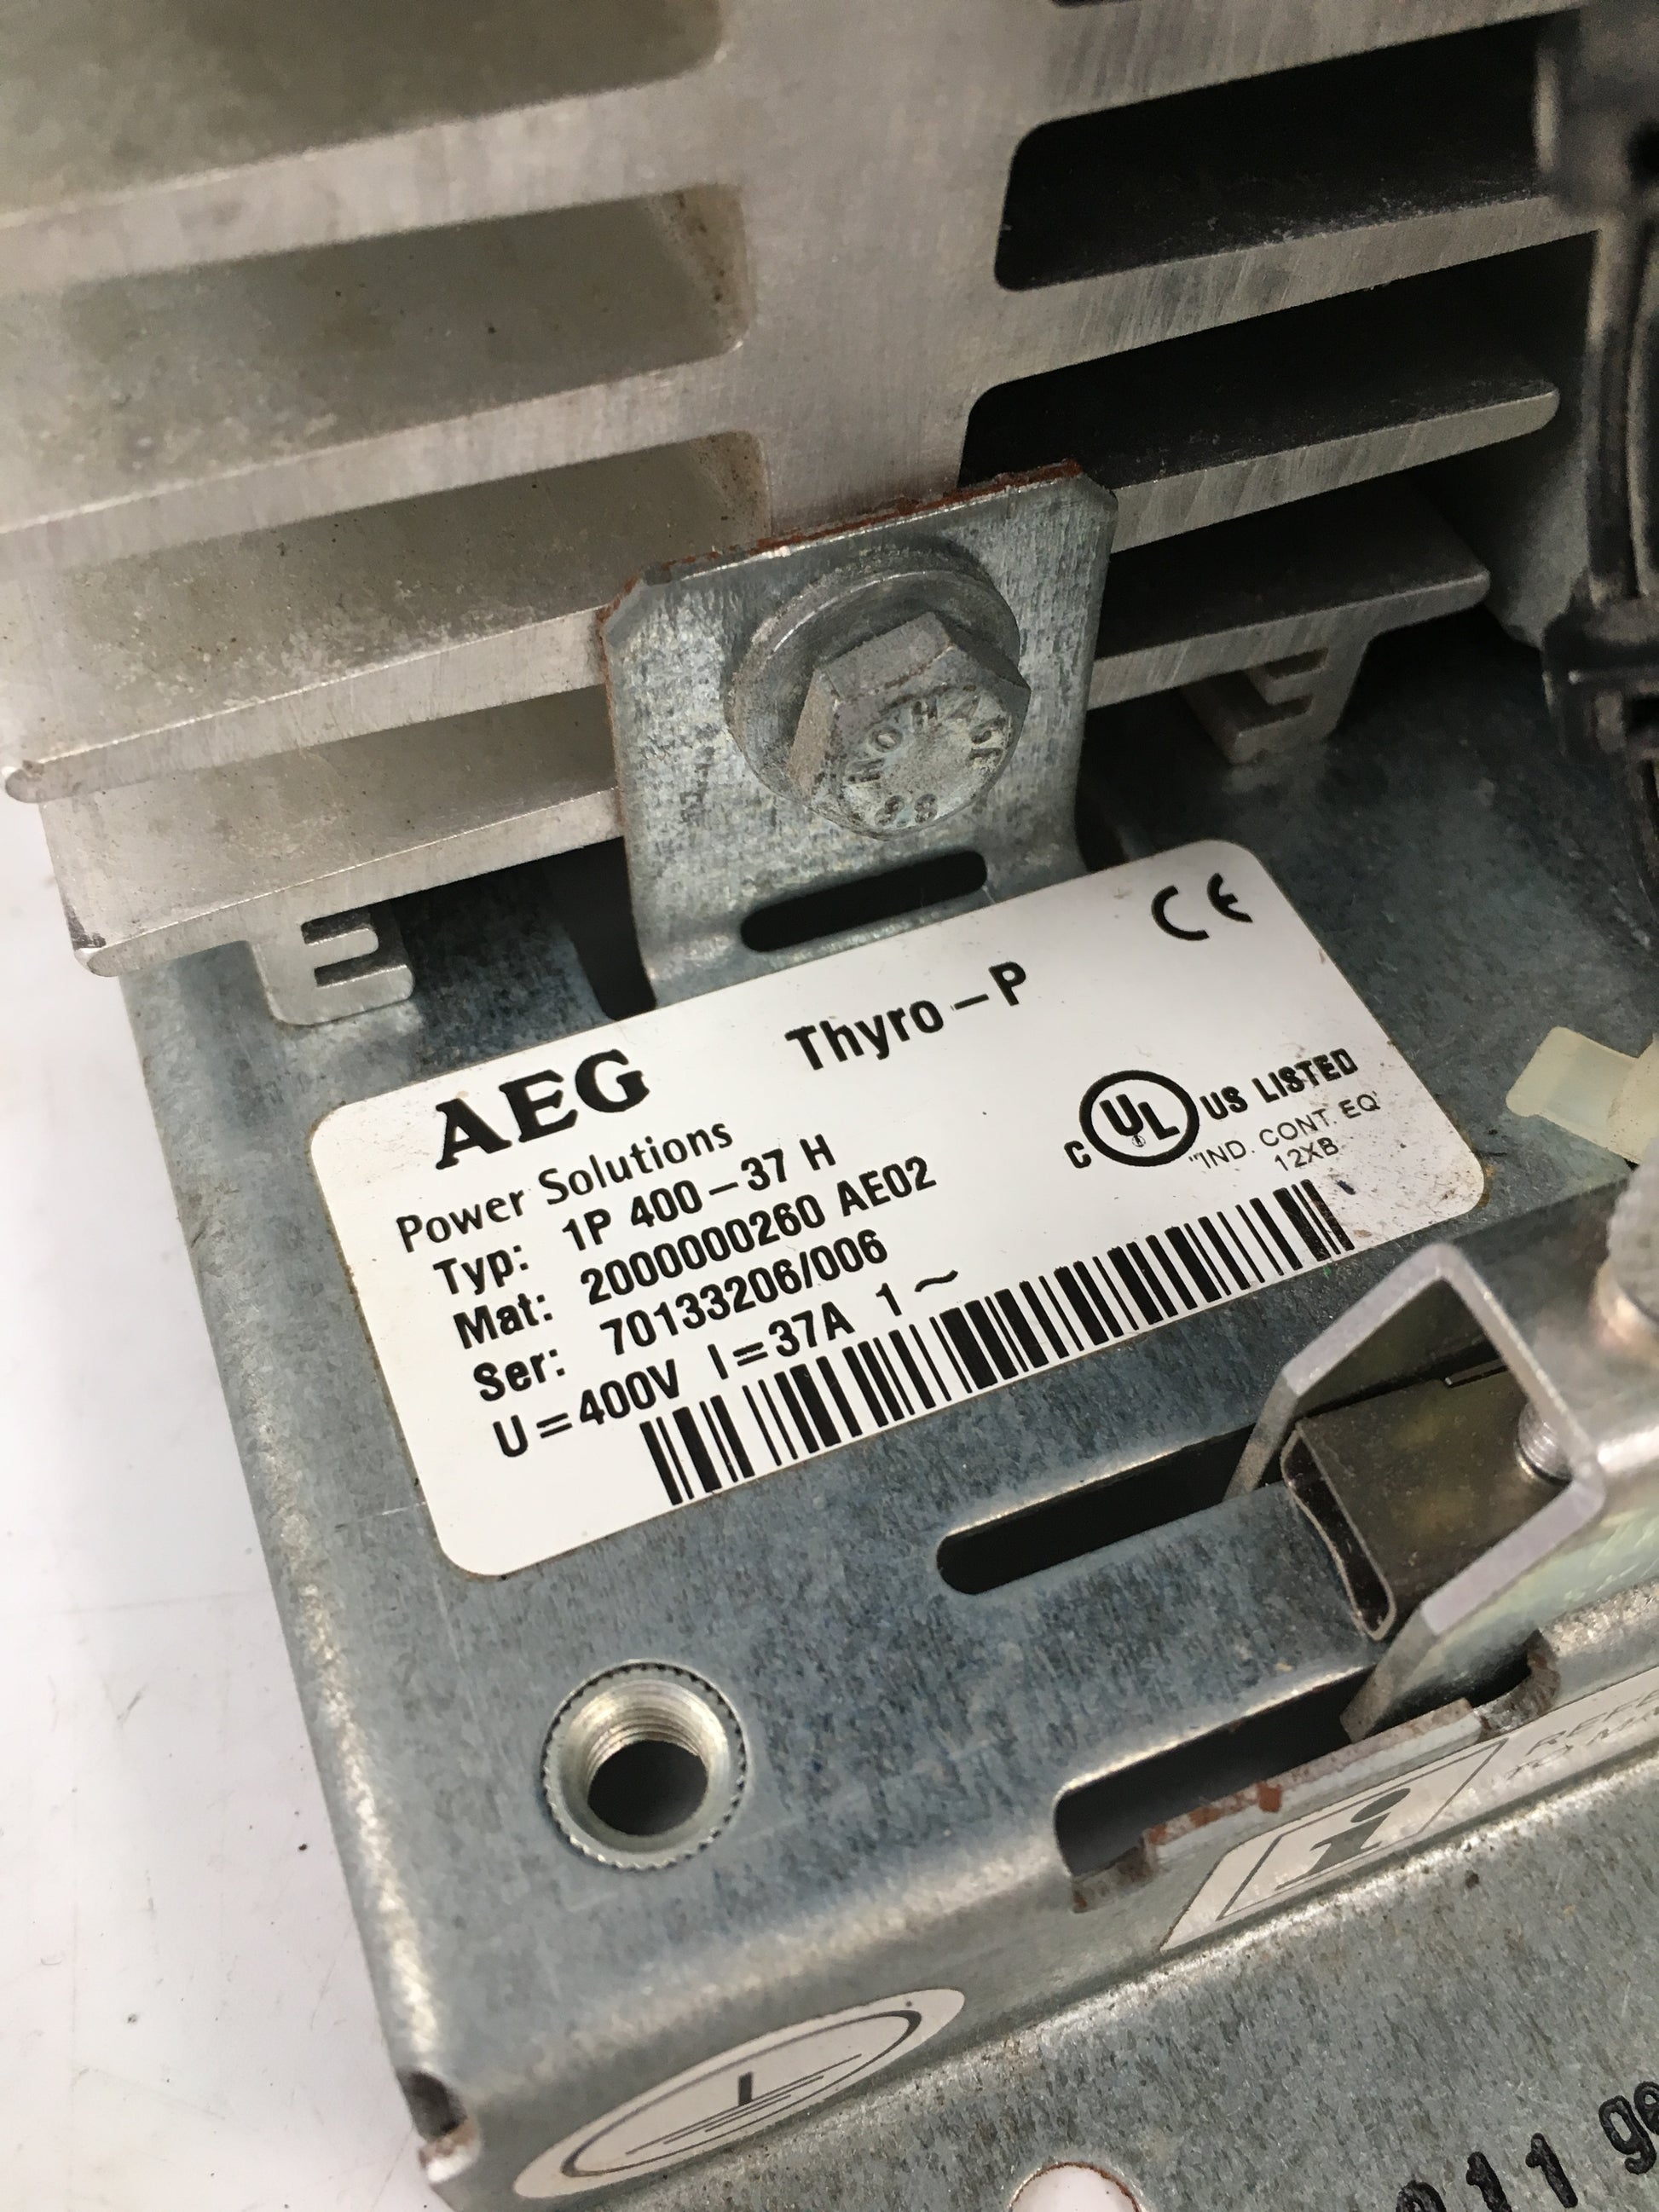 CE
AEG Thyro-P
Power Solutions
C UL US LISTED
"IND. CONT. EQ"
12XB
Typ: 1P 400-37 H
Mat: 2000000260 AE02
Ser: 70133206/006
U=400V I=37A 1~
i